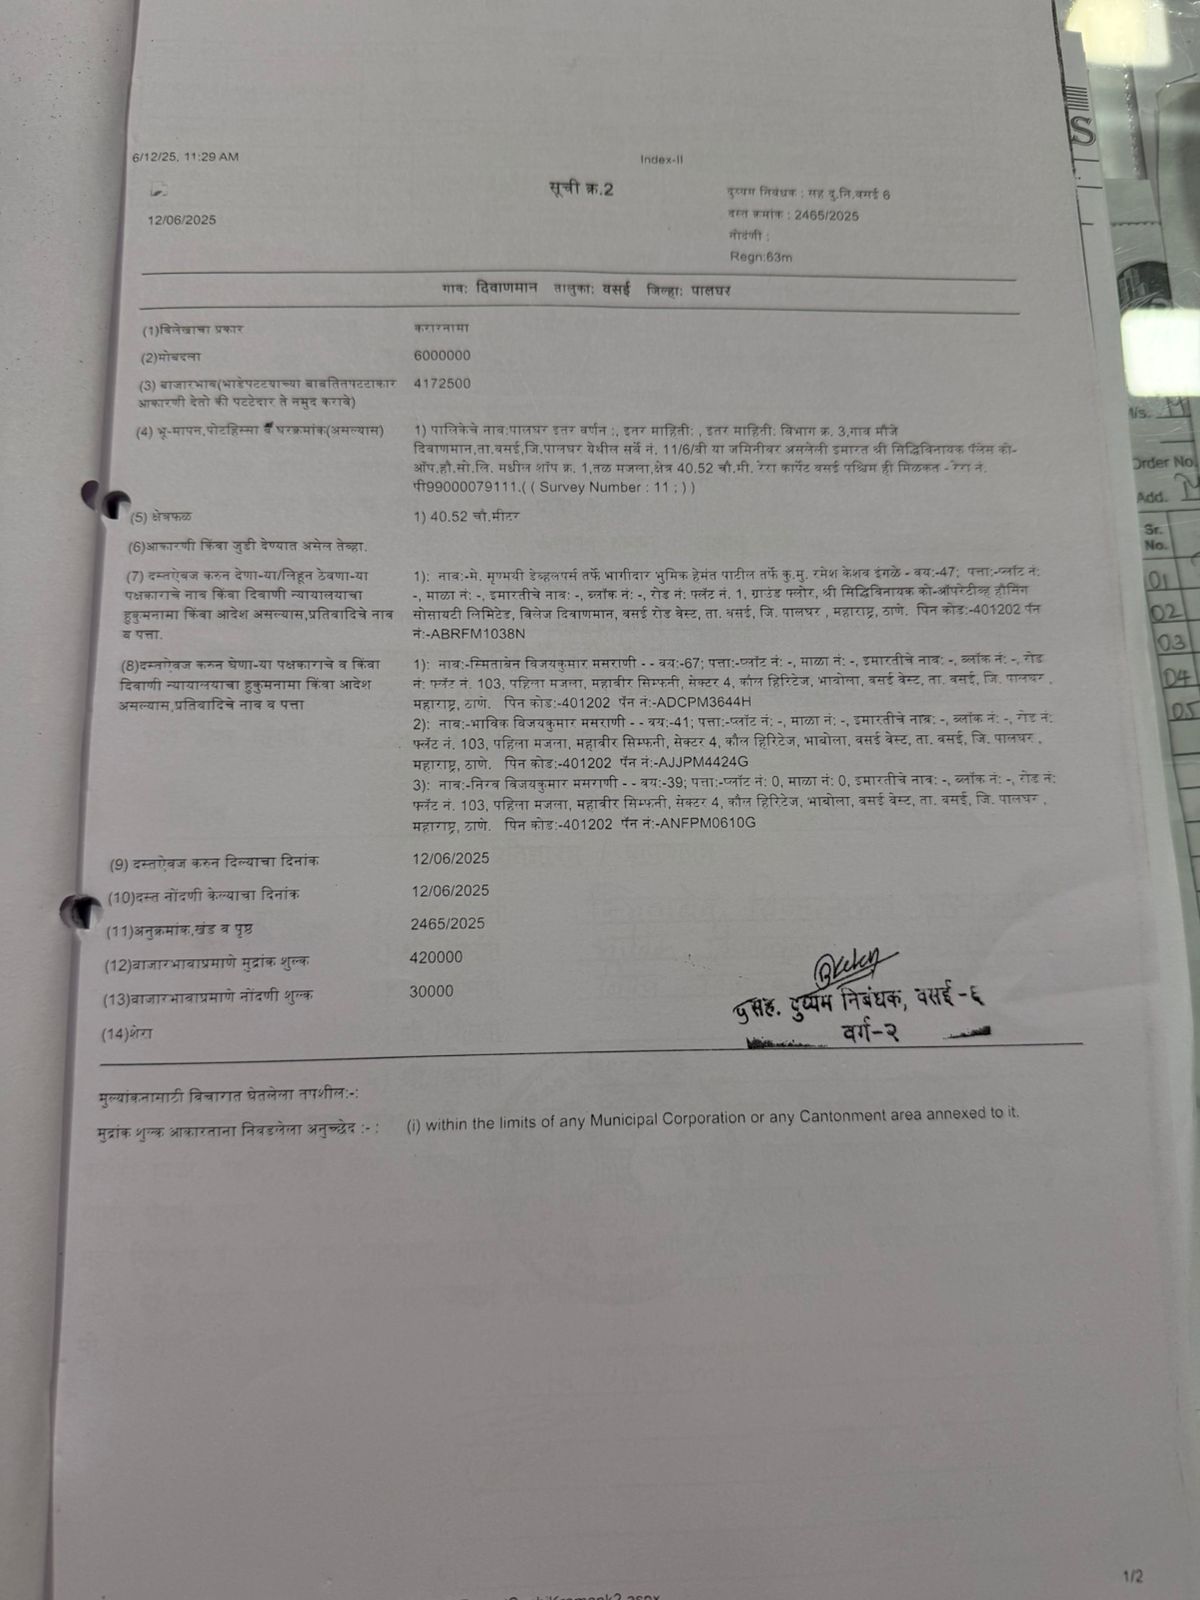 6/12/25, 11:29 AM
Index-II
सूची क्र.2
दुय्यम निबंधक : सह दु.नि.वसई 6
12/06/2025
दस्त क्रमांक : 2465/2025
नोदंणी :
Regn:63m
गाव: दिवाणमान तालुका: वसई जिल्हा: पालघर
(1)विलेखाचा प्रकार करारनामा
(2)मोबदला 6000000
(3) बाजारभाव(भाडेपटटयाच्या बाबतितपटटाकार 4172500
आकारणी देतो की पटटेदार ते नमुद करावे)
(4) भू-मापन,पोटहिस्सा व घरक्रमांक(असल्यास) 1) पालिकेचे नाव:पालघर इतर वर्णन :, इतर माहिती: , इतर माहिती: विभाग क्र. 3,गाव मौजे
दिवाणमान,ता.वसई,जि.पालघर येथील सर्वे नं. 11/6/बी या जमिनीवर असलेली इमारत श्री सिद्धिविनायक पॅलेस को-
ऑप.हौ.सो.लि. मधील शॉप क्र. 1,तळ मजला,क्षेत्र 40.52 चौ.मी. रेरा कार्पेट वसई पश्चिम ही मिळकत - रेरा नं.
पी99000079111.( ( Survey Number : 11 ; ) )
(5) क्षेत्रफळ 1) 40.52 चौ.मीटर
(6)आकारणी किंवा जुडी देण्यात असेल तेव्हा.
(7) दस्तऐवज करुन देणा-या/लिहून ठेवणा-या 1): नाव:-मे. मृण्मयी डेव्हलपर्स तर्फे भागीदार भुमिक हेमंत पाटील तर्फे कु.मु. रमेश केशव इंगळे - वय:-47; पत्ता:-प्लॉट नं:
पक्षकाराचे नाव किंवा दिवाणी न्यायालयाचा -, माळा नं: -, इमारतीचे नाव: -, ब्लॉक नं: -, रोड नं: फ्लॅट नं. 1, ग्राउंड फ्लोर, श्री सिद्धिविनायक को-ऑपरेटीव्ह हौसिंग
हुकुमनामा किंवा आदेश असल्यास,प्रतिवादिचे नाव सोसायटी लिमिटेड, विलेज दिवाणमान, वसई रोड वेस्ट, ता. वसई, जि. पालघर , महाराष्ट्र, ठाणे. पिन कोड:-401202 पॅन
व पत्ता. नं:-ABRFM1038N
(8)दस्तऐवज करुन घेणा-या पक्षकाराचे व किंवा 1): नाव:-स्मिताबेन विजयकुमार मसराणी - - वय:-67; पत्ता:-प्लॉट नं: -, माळा नं: -, इमारतीचे नाव: -, ब्लॉक नं: -, रोड
दिवाणी न्यायालयाचा हुकुमनामा किंवा आदेश नं: फ्लॅट नं. 103, पहिला मजला, महावीर सिम्फनी, सेक्टर 4, कौल हिरिटेज, भाबोला, वसई वेस्ट, ता. वसई, जि. पालघर ,
असल्यास,प्रतिवादिचे नाव व पत्ता महाराष्ट्र, ठाणे. पिन कोड:-401202 पॅन नं:-ADCPM3644H
2): नाव:-भाविक विजयकुमार मसराणी - - वय:-41; पत्ता:-प्लॉट नं: -, माळा नं: -, इमारतीचे नाव: -, ब्लॉक नं: -, रोड नं:
फ्लॅट नं. 103, पहिला मजला, महावीर सिम्फनी, सेक्टर 4, कौल हिरिटेज, भाबोला, वसई वेस्ट, ता. वसई, जि. पालघर ,
महाराष्ट्र, ठाणे. पिन कोड:-401202 पॅन नं:-AJJPM4424G
3): नाव:-निरव विजयकुमार मसराणी - - वय:-39; पत्ता:-प्लॉट नं: 0, माळा नं: 0, इमारतीचे नाव: -, ब्लॉक नं: -, रोड नं:
फ्लॅट नं. 103, पहिला मजला, महावीर सिम्फनी, सेक्टर 4, कौल हिरिटेज, भाबोला, वसई वेस्ट, ता. वसई, जि. पालघर ,
महाराष्ट्र, ठाणे. पिन कोड:-401202 पॅन नं:-ANFPM0610G
(9) दस्तऐवज करुन दिल्याचा दिनांक 12/06/2025
(10)दस्त नोंदणी केल्याचा दिनांक 12/06/2025
(11)अनुक्रमांक,खंड व पृष्ठ 2465/2025
(12)बाजारभावाप्रमाणे मुद्रांक शुल्क 420000
(13)बाजारभावाप्रमाणे नोंदणी शुल्क 30000
(14)शेरा
सह. दुय्यम निबंधक, वसई -६
वर्ग-२
मुल्यांकनासाठी विचारात घेतलेला तपशील:-:
मुद्रांक शुल्क आकारताना निवडलेला अनुच्छेद :- : (i) within the limits of any Municipal Corporation or any Cantonment area annexed to it.
1/2
S
Order No
Add.
Sr.
No.
01
02
03
04
05